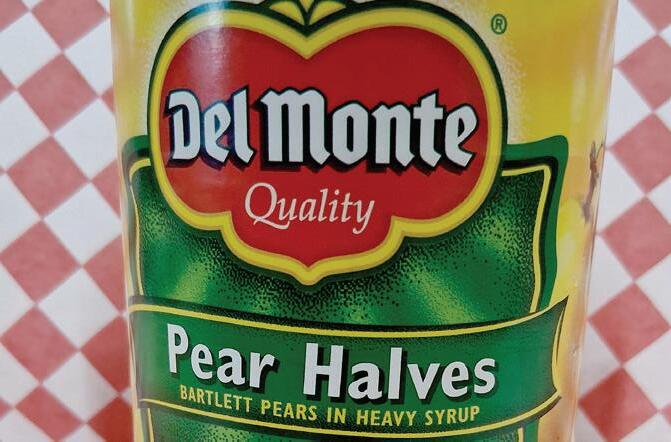 ®
Del Monte
Quality
Pear Halves
BARTLETT PEARS IN HEAVY SYRUP